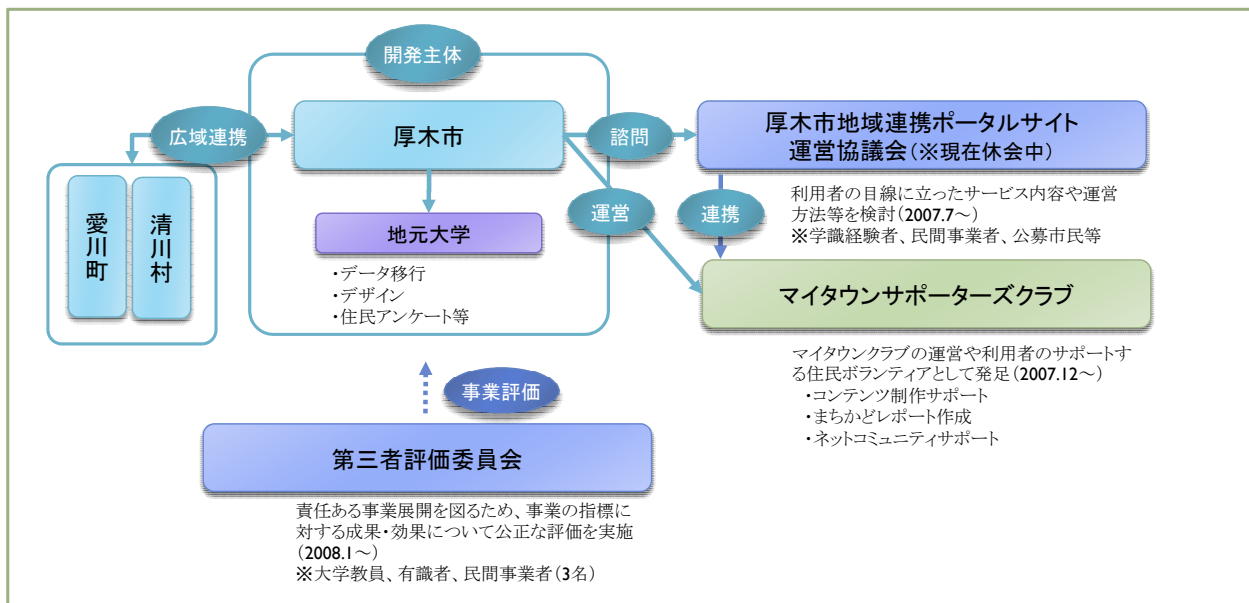 開発主体
広域連携
厚木市
諮問
厚木市地域連携ポータルサイト
運営協議会(※現在休会中)
利用者の目線に立ったサービス内容や運営
方法等を検討(2007.7～)
※学識経験者、民間事業者、公募市民等
愛川町
清川村
地元大学
・データ移行
・デザイン
・住民アンケート等
運営
連携
マイタウンサポーターズクラブ
マイタウンクラブの運営や利用者のサポートす
る住民ボランティアとして発足(2007.12～)
・コンテンツ制作サポート
・まちかどレポート作成
・ネットコミュニティサポート
事業評価
第三者評価委員会
責任ある事業展開を図るため、事業の指標に
対する成果・効果について公正な評価を実施
(2008.1～)
※大学教員、有識者、民間事業者(3名)